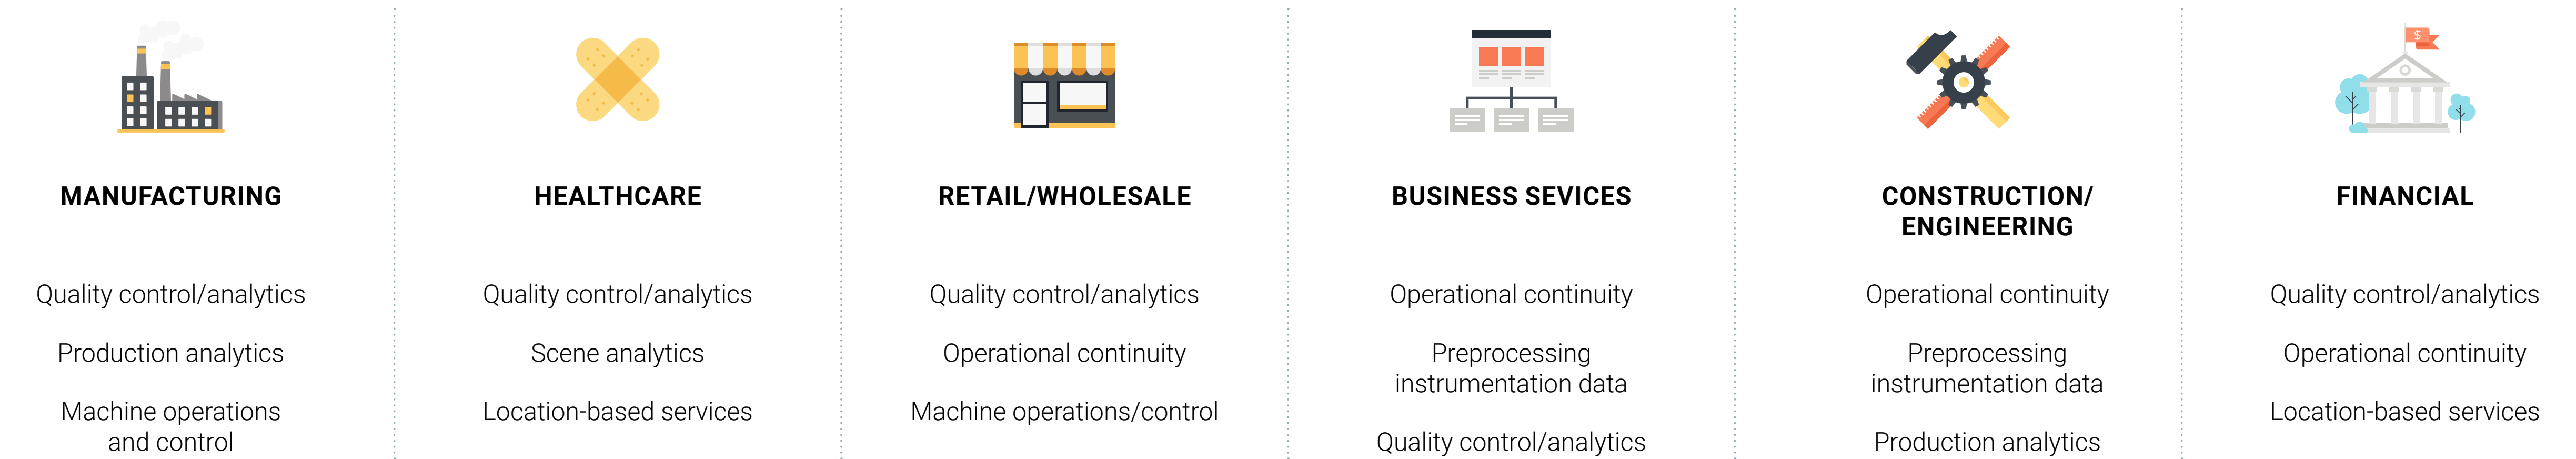 $
MANUFACTURING
Quality control/analytics
Production analytics
Machine operations
and control
HEALTHCARE
Quality control/analytics
Scene analytics
Location-based services
RETAIL/WHOLESALE
Quality control/analytics
Operational continuity
Machine operations/control
BUSINESS SEVICES
Operational continuity
Preprocessing
instrumentation data
Quality control/analytics
CONSTRUCTION/
ENGINEERING
Operational continuity
Preprocessing
instrumentation data
Production analytics
FINANCIAL
Quality control/analytics
Operational continuity
Location-based services